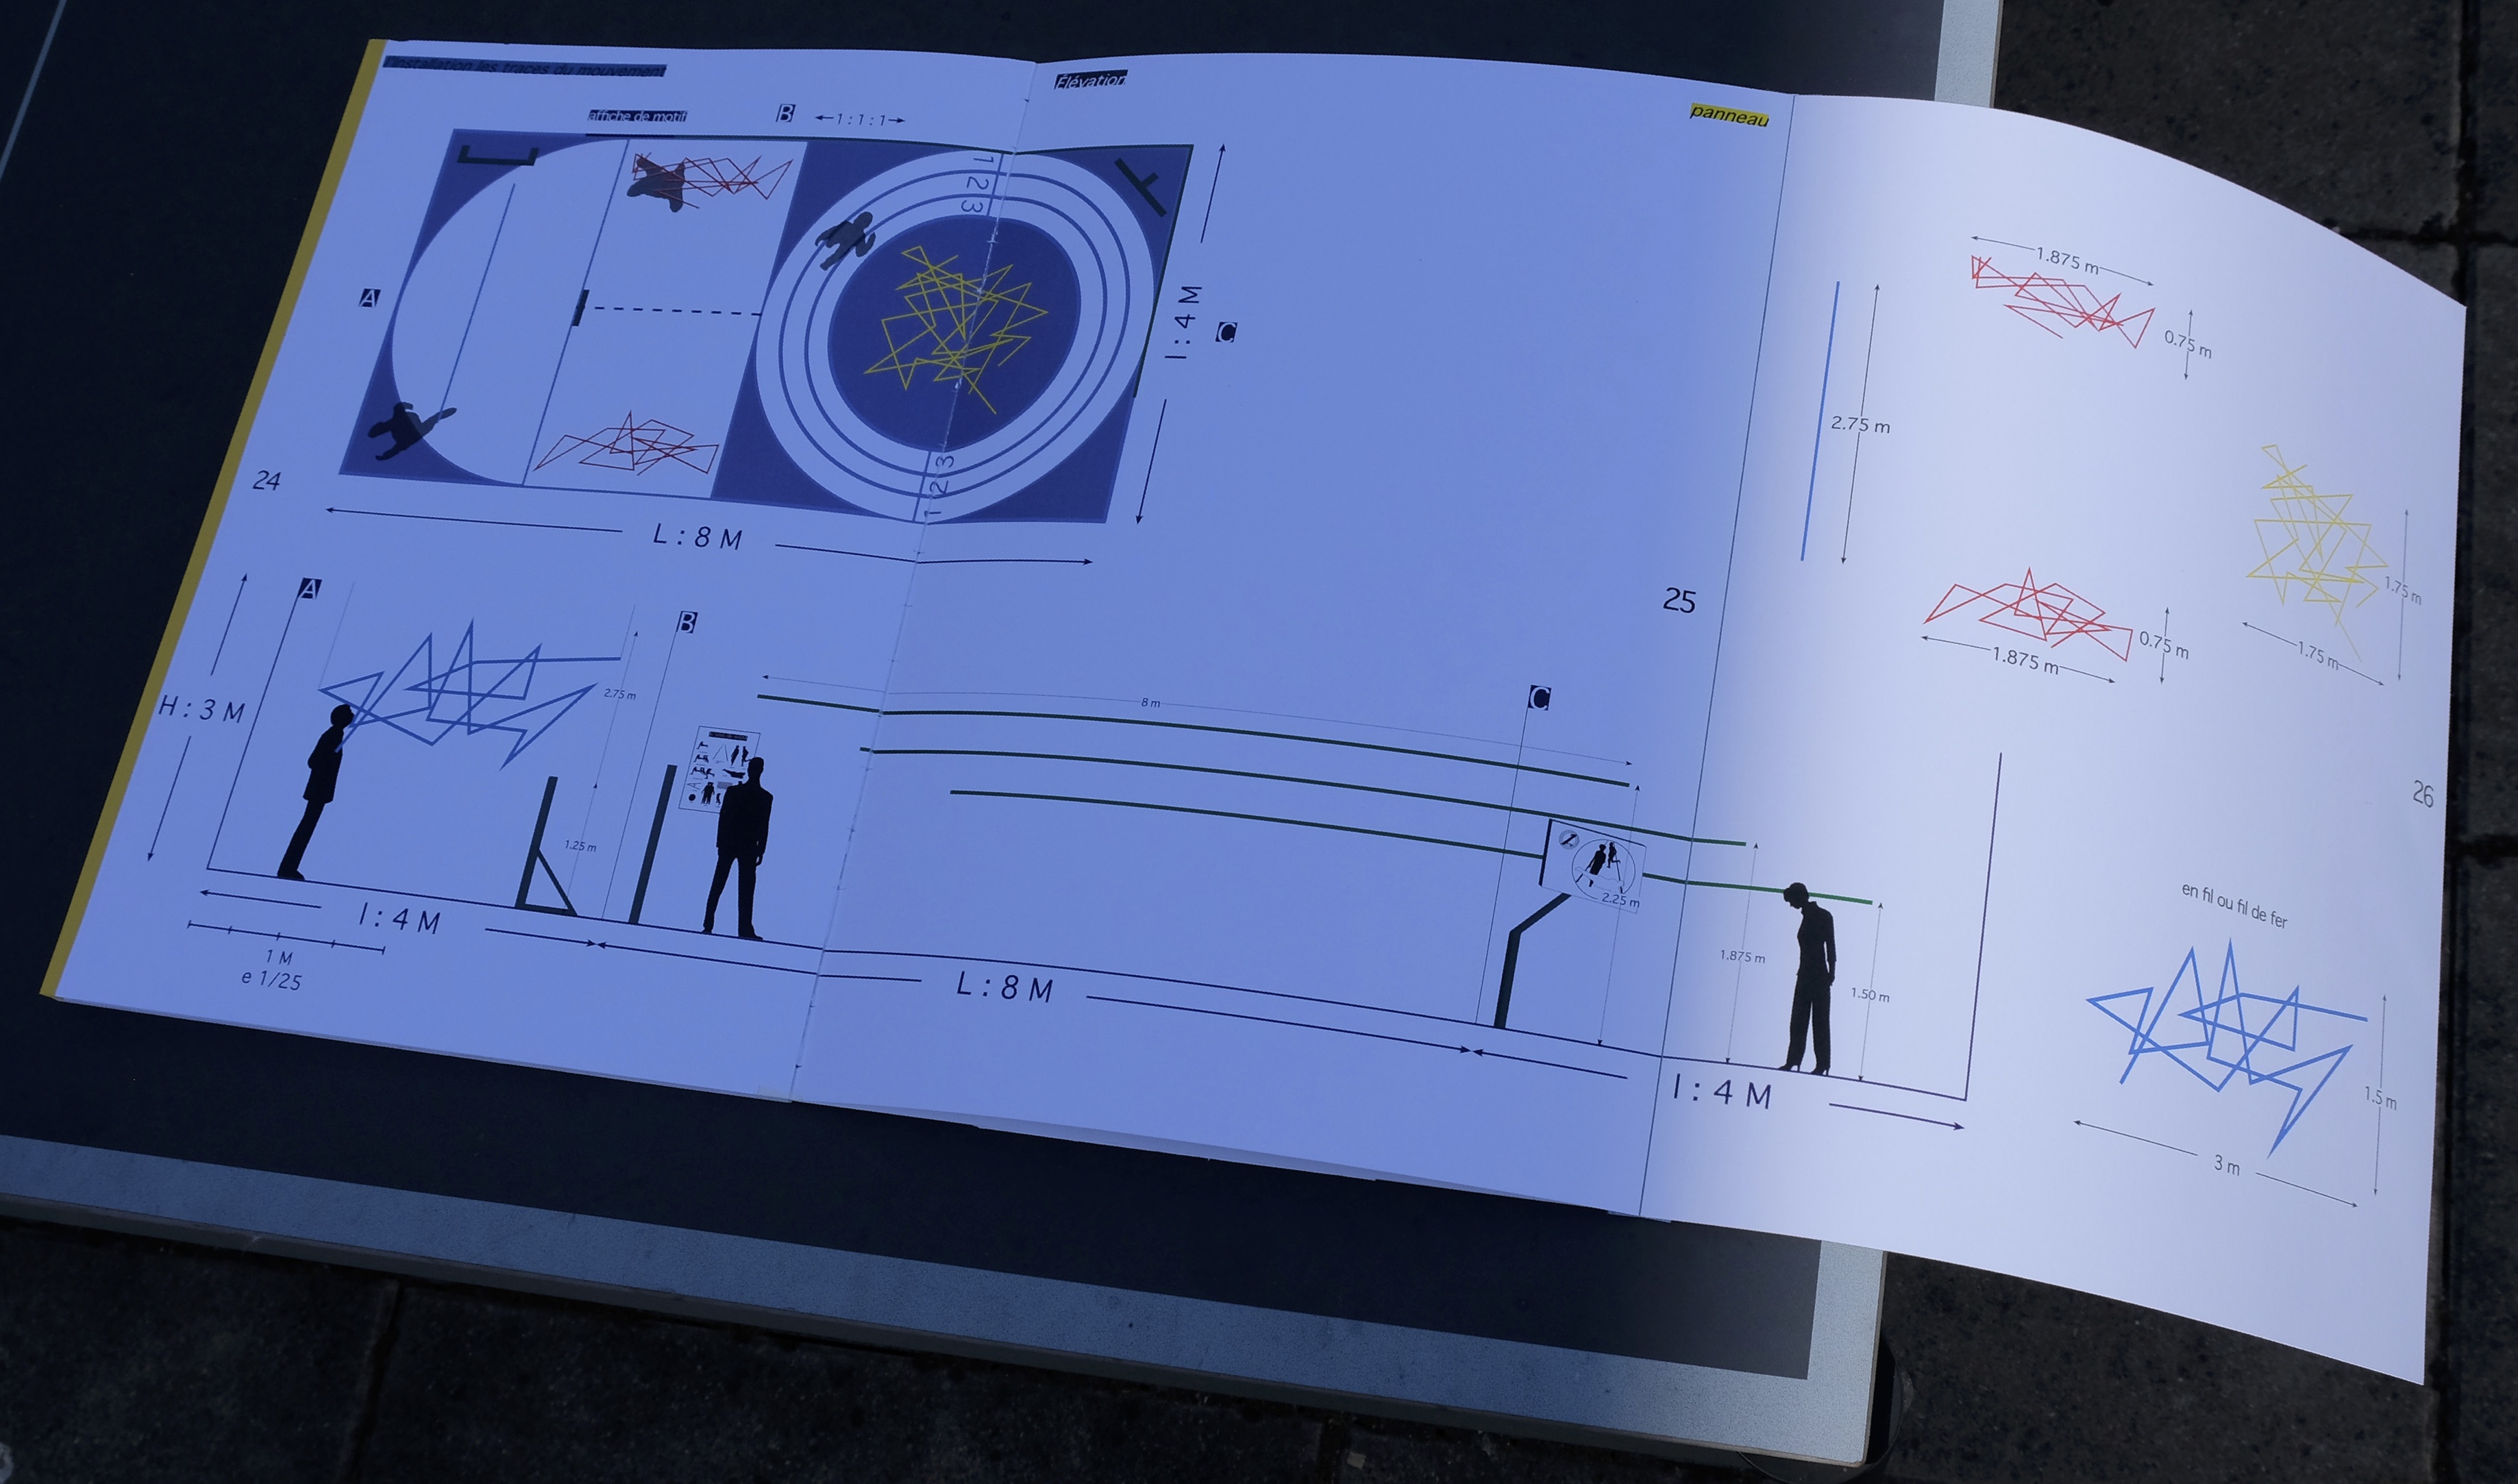 l'installation les traces du mouvement
affiche de motif
B
1:1:1
A
1
2
3
3
2
1
l : 4 M
C
24
L : 8 M
Élévation
panneau
25
A
H : 3 M
2.75 m
1.25 m
B
l : 4 M
1 M
e 1/25
8 m
C
2.25 m
1.875 m
1.50 m
L : 8 M
l : 4 M
1.875 m
0.75 m
2.75 m
1.875 m
0.75 m
1.75 m
1.75 m
26
en fil ou fil de fer
1.5 m
3 m